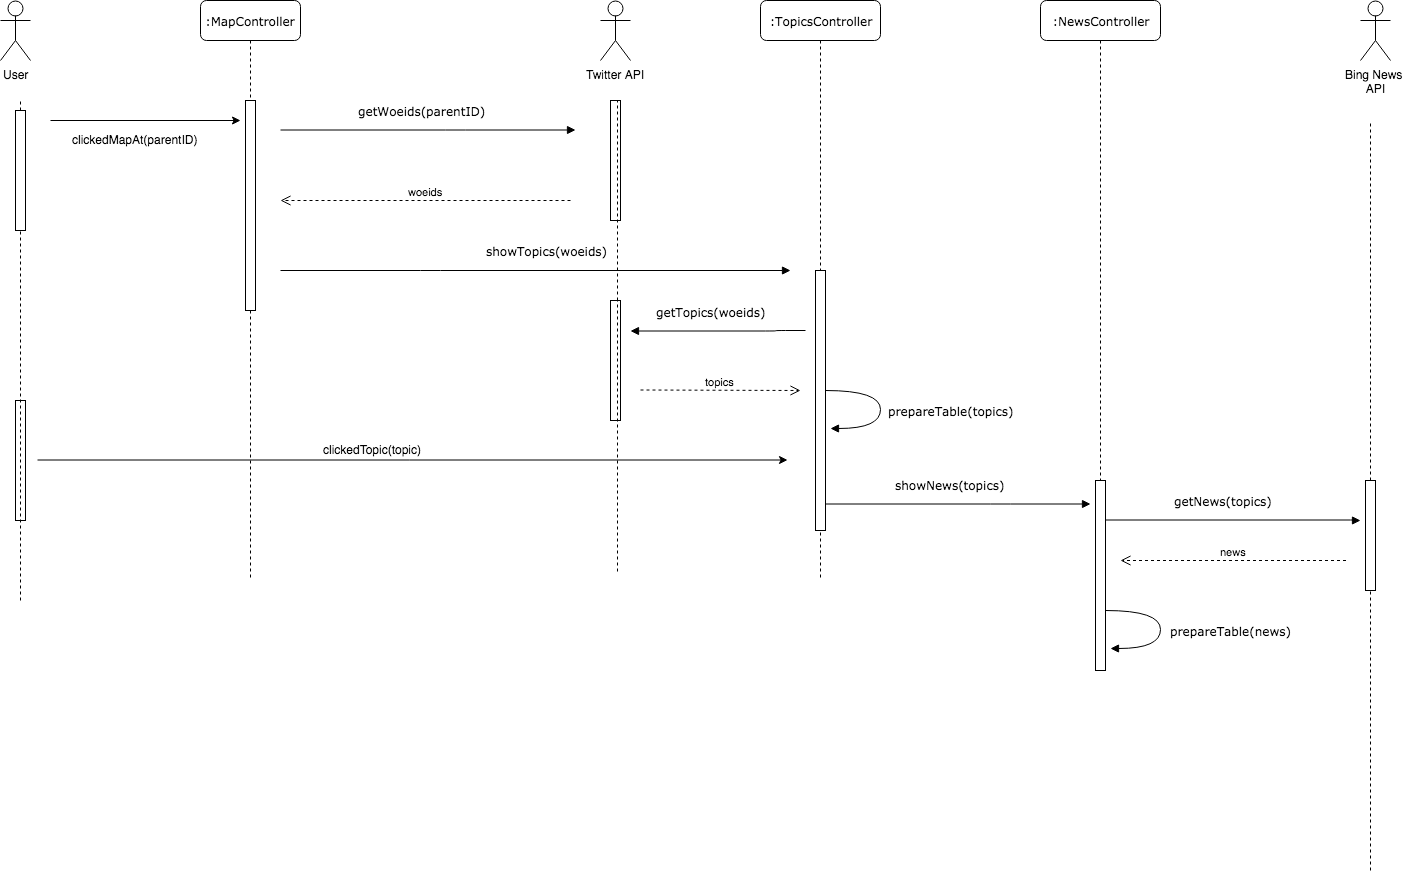 :MapController
:TopicsController
:NewsController
User
Twitter API
Bing News
API
getWoeids(parentID)
clickedMapAt(parentID)
woeids
showTopics(woeids)
getTopics(woeids)
topics
prepareTable(topics)
clickedTopic(topic)
showNews(topics)
getNews(topics)
news
prepareTable(news)